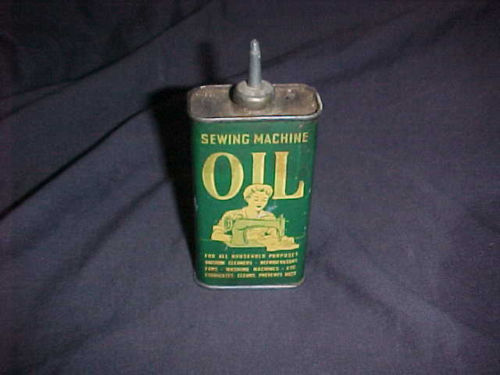 SEWING MACHINE
OIL
FOR ALL HOUSEHOLD PURPOSES
VACUUM CLEANERS - REFRIGERATORS
FANS - WASHING MACHINES - ETC.
LUBRICATES, CLEANS, PREVENTS RUST